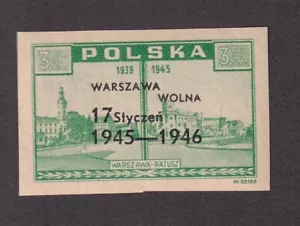 POLSKA
3 3
1939 1945
WARSZAWA
WOLNA
17 Styczeń
1945—1946
WARSZAWA-RATUSZ